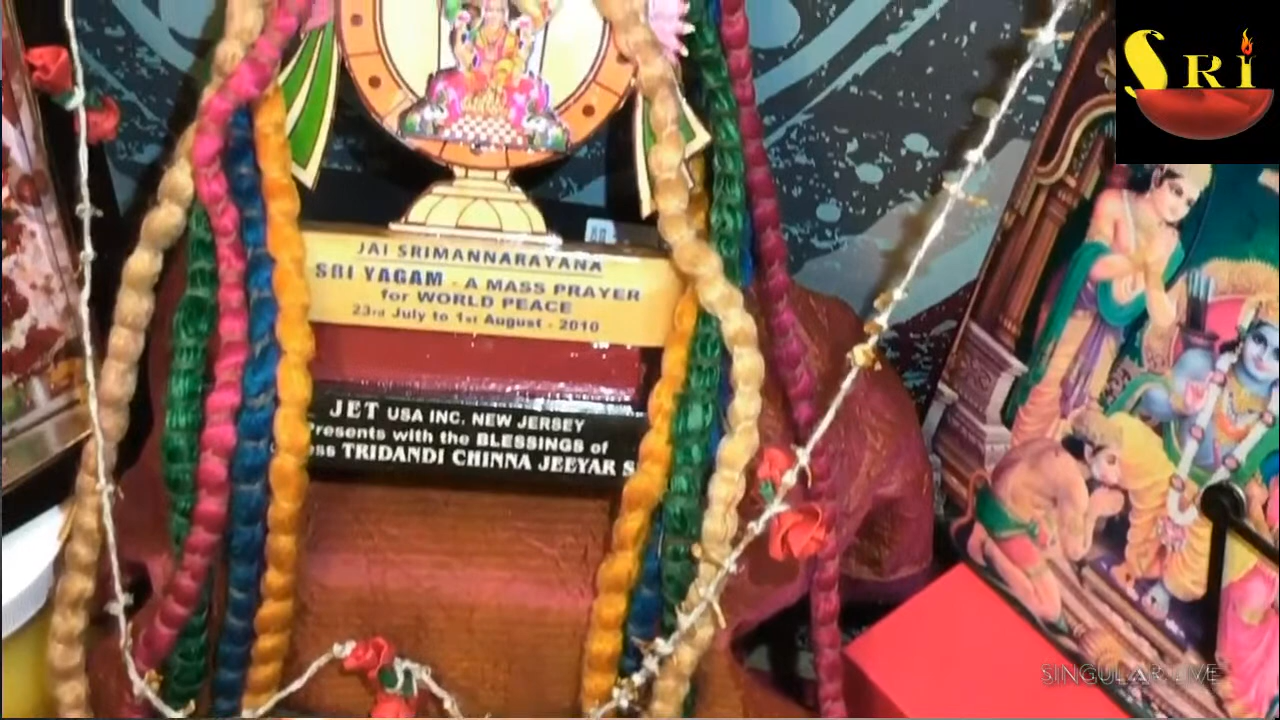 SRi
JAI SRIMANNARAYANA
SRI YAGAM - A MASS PRAYER
for WORLD PEACE
23rd July to 1st August - 2010
JET USA INC, NEW JERSEY
Presents with the BLESSINGS of
TRIDANDI CHINNA JEEYAR
SINGULAR.LIVE